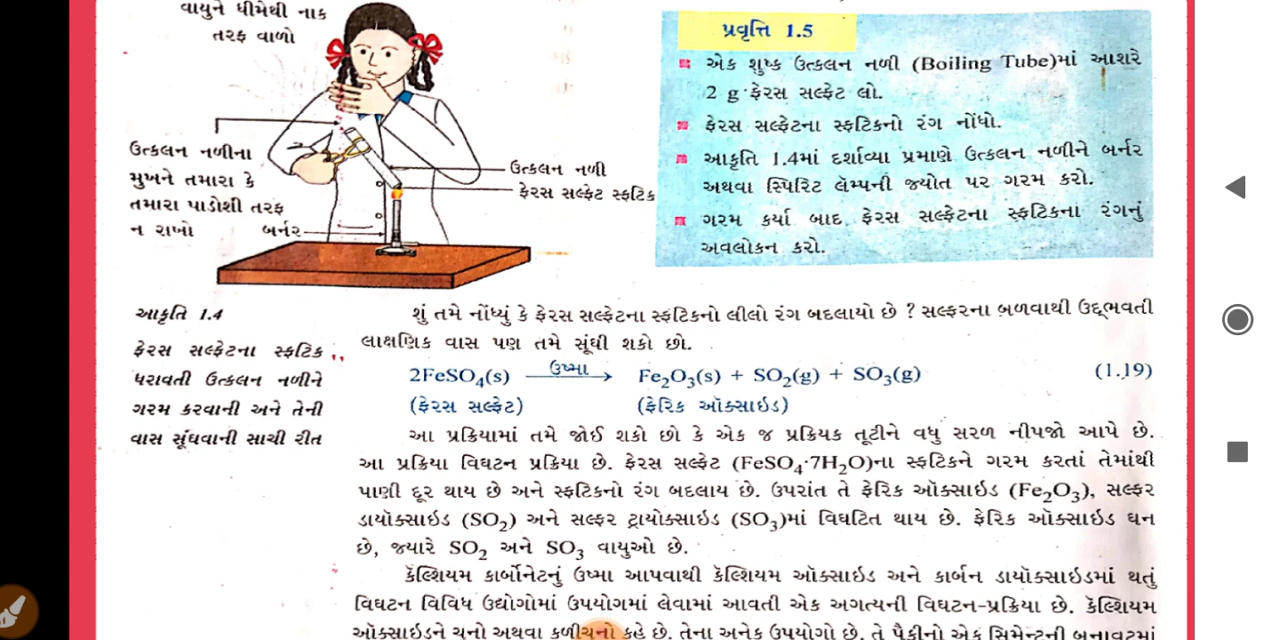 વાયુને ધીમેથી નાક
તરફ વાળો
ઉત્કલન નળીના
મુખને તમારા કે
તમારા પાડોશી તરફ
ન રાખો
બર્નર
ઉત્કલન નળી
ફેરસ સલ્ફેટ સ્ફટિક
પ્રવૃત્તિ 1.5
એક શુષ્ક ઉત્કલન નળી (Boiling Tube)માં આશરે
2 g ફેરસ સલ્ફેટ લો.
ફેરસ સલ્ફેટના સ્ફટિકનો રંગ નોંધો.
આકૃતિ 1.4માં દર્શાવ્યા પ્રમાણે ઉત્કલન નળીને બર્નર
અથવા સ્પિરિટ લૅમ્પની જ્યોત પર ગરમ કરો.
ગરમ કર્યા બાદ ફેરસ સલ્ફેટના સ્ફટિકના રંગનું
અવલોકન કરો.
આકૃતિ 1.4
ફેરસ સલ્ફેટના સ્ફટિક
ધરાવતી ઉત્કલન નળીને
ગરમ કરવાની અને તેની
વાસ સૂંઘવાની સાચી રીત
શું તમે નોંધ્યું કે ફેરસ સલ્ફેટના સ્ફટિકનો લીલો રંગ બદલાયો છે ? સલ્ફરના બળવાથી ઉદ્દભવતી
લાક્ષણિક વાસ પણ તમે સૂંઘી શકો છો.
2FeSO₄(s) ઉષ્મા → Fe₂O₃(s) + SO₂(g) + SO₃(g) (1.19)
(ફેરસ સલ્ફેટ) (ફેરિક ઑક્સાઇડ)
આ પ્રક્રિયામાં તમે જોઈ શકો છો કે એક જ પ્રક્રિયક તૂટીને વધુ સરળ નીપજો આપે છે.
આ પ્રક્રિયા વિઘટન પ્રક્રિયા છે. ફેરસ સલ્ફેટ (FeSO₄·7H₂O)ના સ્ફટિકને ગરમ કરતાં તેમાંથી
પાણી દૂર થાય છે અને સ્ફટિકનો રંગ બદલાય છે. ઉપરાંત તે ફેરિક ઑક્સાઇડ (Fe₂O₃), સલ્ફર
ડાયૉક્સાઇડ (SO₂) અને સલ્ફર ટ્રાયોક્સાઇડ (SO₃)માં વિઘટિત થાય છે. ફેરિક ઑક્સાઇડ ઘન
છે, જ્યારે SO₂ અને SO₃ વાયુઓ છે.
કૅલ્શિયમ કાર્બોનેટનું ઉષ્મા આપવાથી કૅલ્શિયમ ઑક્સાઇડ અને કાર્બન ડાયૉક્સાઇડમાં થતું
વિઘટન વિવિધ ઉદ્યોગોમાં ઉપયોગમાં લેવામાં આવતી એક અગત્યની વિઘટન-પ્રક્રિયા છે. કૅલ્શિયમ
ઑક્સાઇડને ચૂનો અથવા કળીચૂનો કહે છે. તેના અનેક ઉપયોગો છે. તે પૈકીનો એક સિમેન્ટની બનાવટમાં